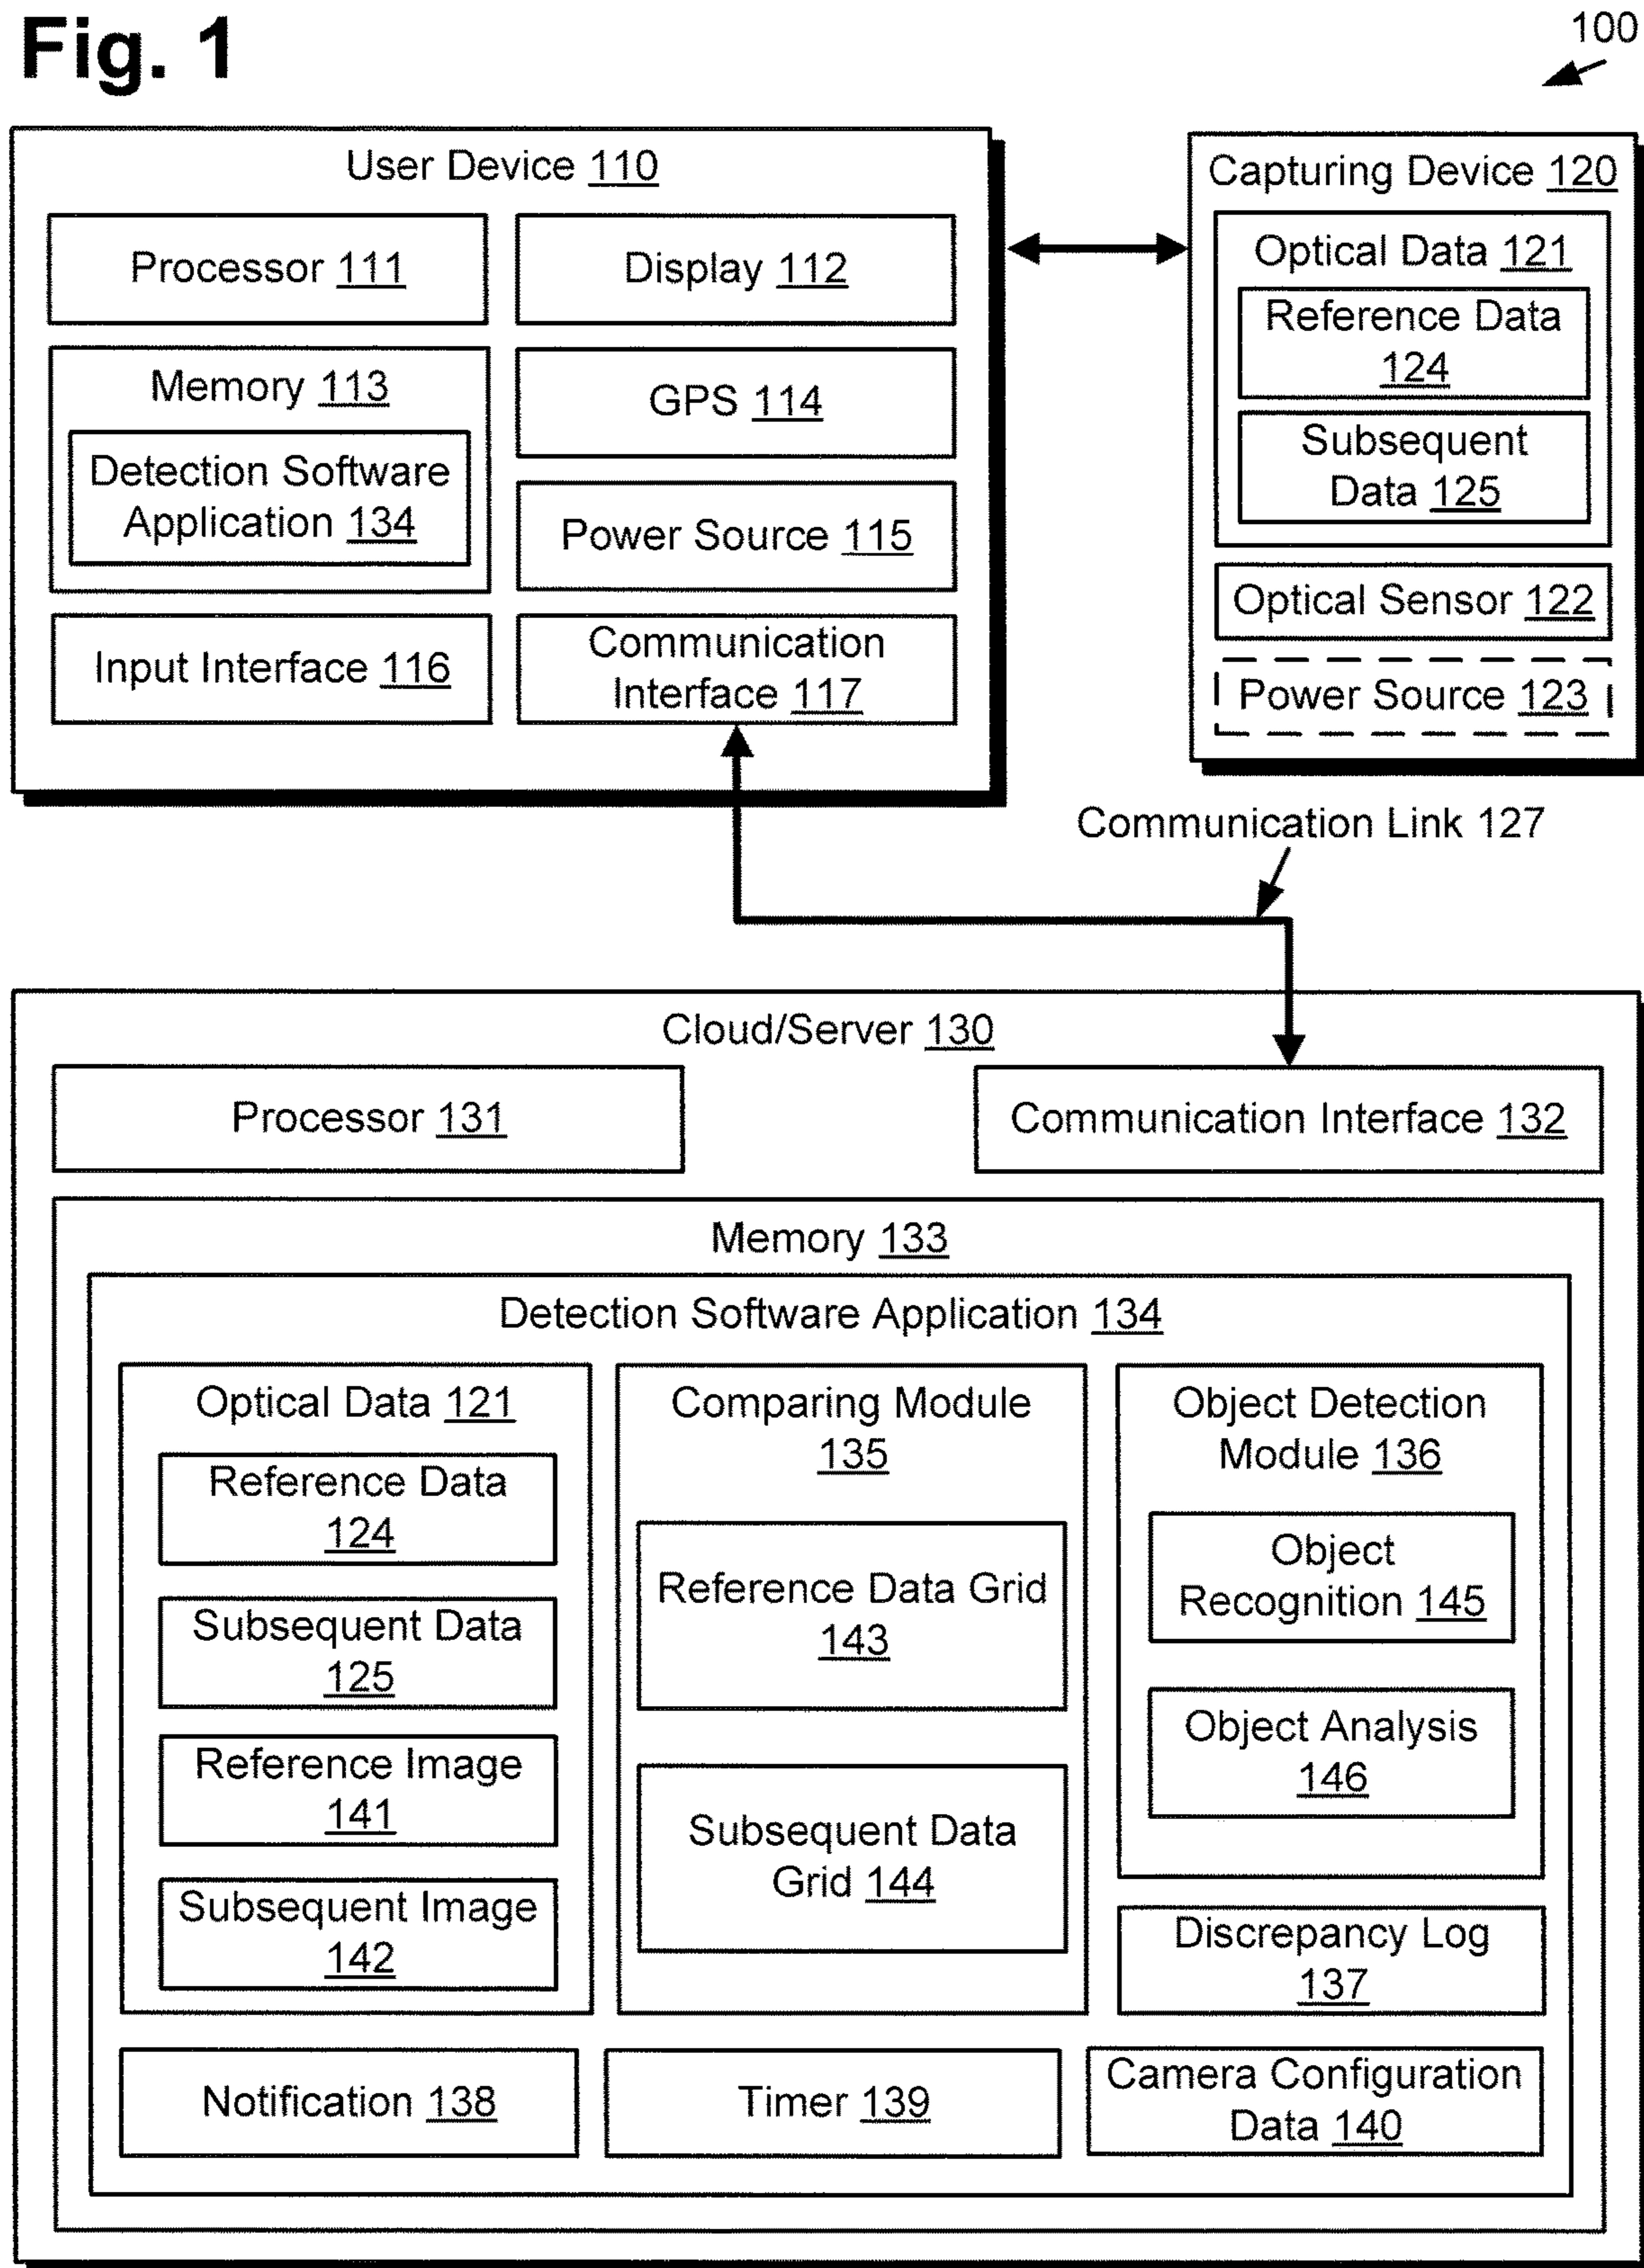 Fig. 1
100
User Device 110
Processor 111
Display 112
Memory 113
Detection Software
Application 134
GPS 114
Power Source 115
Input Interface 116
Communication
Interface 117
Capturing Device 120
Optical Data 121
Reference Data
124
Subsequent
Data 125
Optical Sensor 122
Power Source 123
Communication Link 127
Cloud/Server 130
Processor 131
Communication Interface 132
Memory 133
Detection Software Application 134
Optical Data 121
Reference Data
124
Subsequent Data
125
Reference Image
141
Subsequent Image
142
Comparing Module
135
Reference Data Grid
143
Subsequent Data
Grid 144
Object Detection
Module 136
Object
Recognition 145
Object Analysis
146
Discrepancy Log
137
Notification 138
Timer 139
Camera Configuration
Data 140